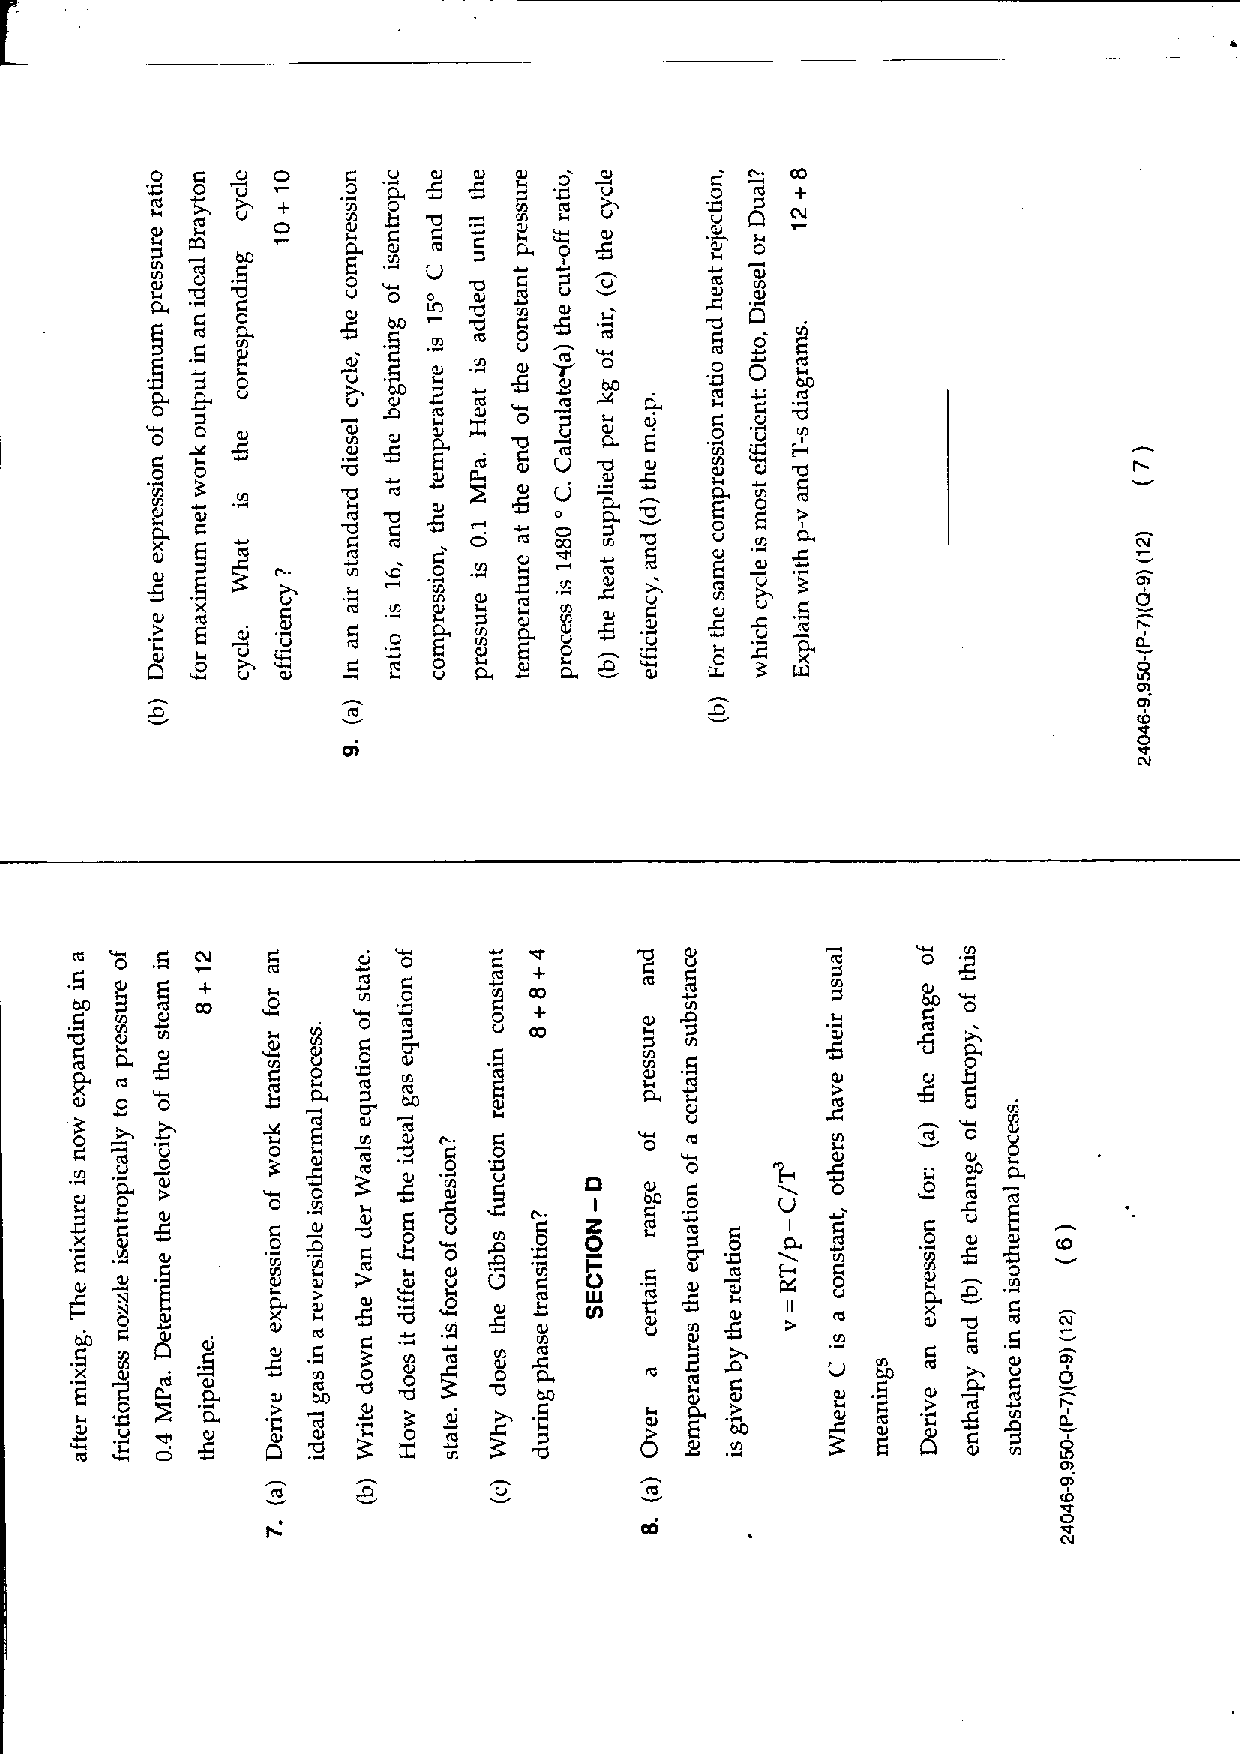 after mixing. The mixture is now expanding in a
frictionless nozzle isentropically to a pressure of
0.4 MPa. Determine the velocity of the steam in
the pipeline. 8 + 12
7. (a) Derive the expression of work transfer for an
ideal gas in a reversible isothermal process.
(b) Write down the Van der Waals equation of state.
How does it differ from the ideal gas equation of
state. What is force of cohesion?
(c) Why does the Gibbs function remain constant
during phase transition? 8 + 8 + 4
SECTION – D
8. (a) Over a certain range of pressure and
temperatures the equation of a certain substance
is given by the relation
v = RT/p – C/T³
Where C is a constant, others have their usual
meanings
Derive an expression for: (a) the change of
enthalpy and (b) the change of entropy, of this
substance in an isothermal process.
24046-9,950-(P-7)(Q-9) (12) (6)
(b) Derive the expression of optimum pressure ratio
for maximum net work output in an ideal Brayton
cycle. What is the corresponding cycle
efficiency? 10 + 10
9. (a) In an air standard diesel cycle, the compression
ratio is 16, and at the beginning of isentropic
compression, the temperature is 15° C and the
pressure is 0.1 MPa. Heat is added until the
temperature at the end of the constant pressure
process is 1480 ° C. Calculate (a) the cut-off ratio,
(b) the heat supplied per kg of air, (c) the cycle
efficiency, and (d) the m.e.p.
(b) For the same compression ratio and heat rejection,
which cycle is most efficient: Otto, Diesel or Dual?
Explain with p-v and T-s diagrams. 12 + 8
24046-9,950-(P-7)(Q-9) (12) (7)